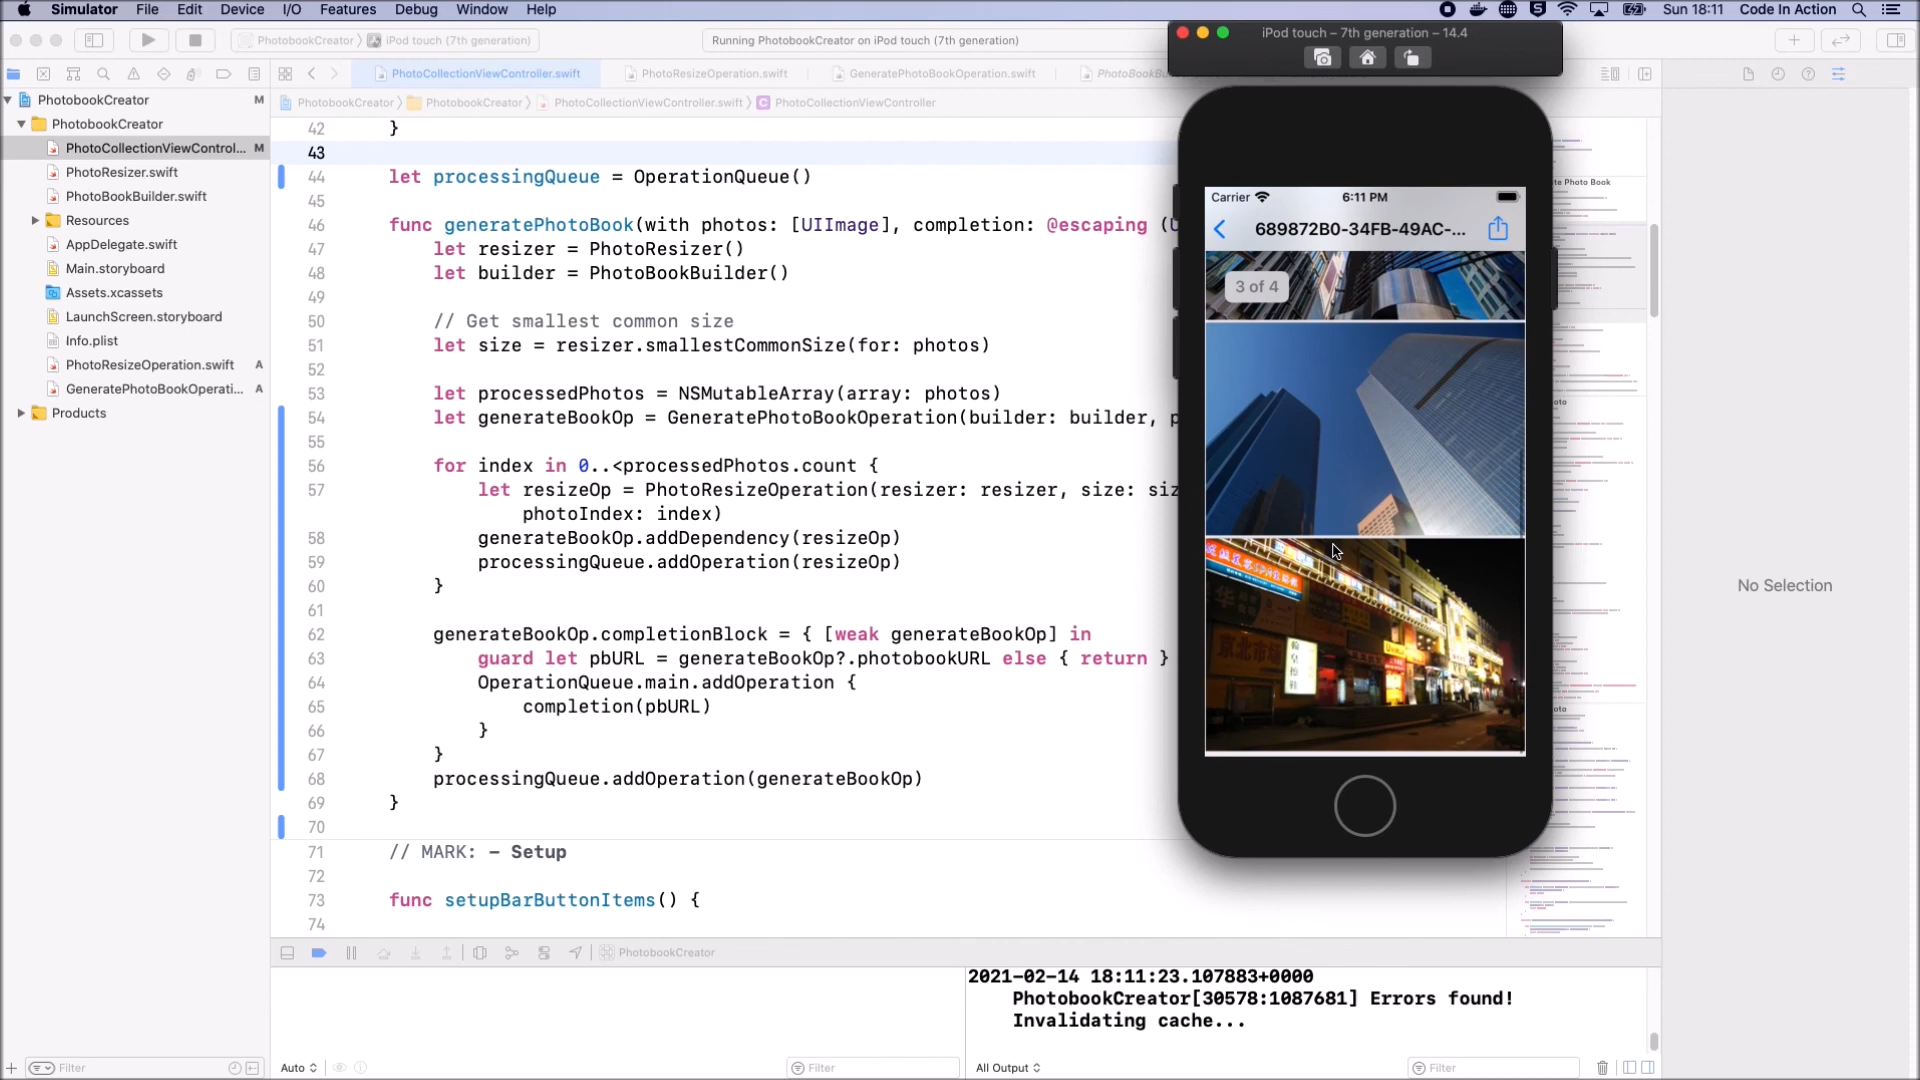 Simulator File Edit Device I/O Features Debug Window Help
Sun 18:11 Code In Action
PhotobookCreator iPod touch (7th generation)
Running PhotobookCreator on iPod touch (7th generation)
iPod touch – 7th generation – 14.4
PhotoCollectionViewController.swift PhotoResizeOperation.swift GeneratePhotoBookOperation.swift
PhotobookCreator PhotobookCreator PhotoCollectionViewController.swift C PhotoCollectionViewController
PhotobookCreator M
PhotobookCreator
PhotoCollectionViewControl... M
PhotoResizer.swift
PhotoBookBuilder.swift
Resources
AppDelegate.swift
Main.storyboard
Assets.xcassets
LaunchScreen.storyboard
Info.plist
PhotoResizeOperation.swift A
GeneratePhotoBookOperati... A
Products
42 }
43
44 let processingQueue = OperationQueue()
45
46 func generatePhotoBook(with photos: [UIImage], completion: @escaping (
47 let resizer = PhotoResizer()
48 let builder = PhotoBookBuilder()
49
50 // Get smallest common size
51 let size = resizer.smallestCommonSize(for: photos)
52
53 let processedPhotos = NSMutableArray(array: photos)
54 let generateBookOp = GeneratePhotoBookOperation(builder: builder, p
55
56 for index in 0..<processedPhotos.count {
57 let resizeOp = PhotoResizeOperation(resizer: resizer, size: siz
photoIndex: index)
58 generateBookOp.addDependency(resizeOp)
59 processingQueue.addOperation(resizeOp)
60 }
61
62 generateBookOp.completionBlock = { [weak generateBookOp] in
63 guard let pbURL = generateBookOp?.photobookURL else { return }
64 OperationQueue.main.addOperation {
65 completion(pbURL)
66 }
67 }
68 processingQueue.addOperation(generateBookOp)
69 }
70
71 // MARK: - Setup
72
73 func setupBarButtonItems() {
74
Carrier 6:11 PM
689872B0-34FB-49AC-...
3 of 4
te Photo Book
No Selection
PhotobookCreator
2021-02-14 18:11:23.107883+0000
PhotobookCreator[30578:1087681] Errors found!
Invalidating cache...
Filter
Auto
Filter
All Output
Filter